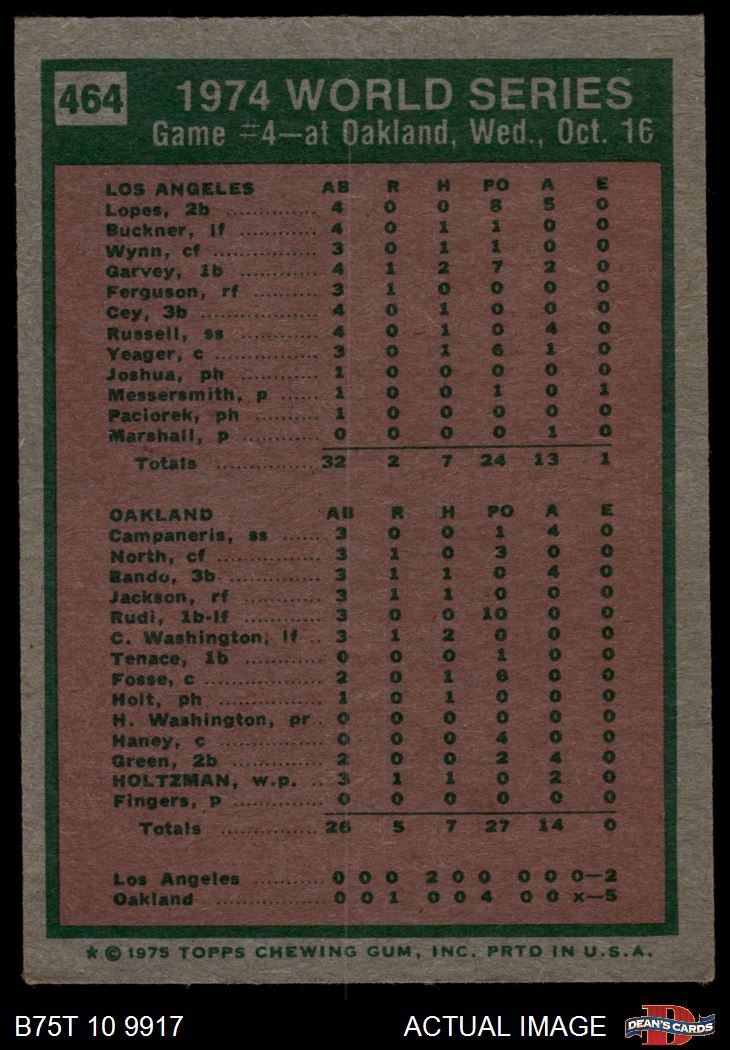 464
1974 WORLD SERIES
Game #4—at Oakland, Wed., Oct. 16
LOS ANGELES AB R H PO A E
Lopes, 2b .............. 4 0 0 8 5 0
Buckner, lf ............ 4 0 1 1 0 0
Wynn, cf ............... 3 0 1 1 0 0
Garvey, 1b ............. 4 1 2 7 2 0
Ferguson, rf .......... 3 1 0 0 0 0
Cey, 3b ................. 4 0 1 0 0 0
Russell, ss ............ 4 0 1 0 4 0
Yeager, c ............... 3 0 1 6 1 0
Joshua, ph ............ 1 0 0 0 0 0
Messersmith, p ...... 1 0 0 1 0 1
Paciorek, ph .......... 1 0 0 0 0 0
Marshall, p ............ 0 0 0 0 1 0
Totals .............. 32 2 7 24 13 1
OAKLAND AB R H PO A E
Campaneris, ss ...... 3 0 0 1 4 0
North, cf ............... 3 1 0 3 0 0
Bando, 3b .............. 3 1 1 0 4 0
Jackson, rf ............ 3 1 1 0 0 0
Rudi, 1b-lf ............ 3 0 0 10 0 0
C. Washington, lf .. 3 1 2 0 0 0
Tenace, 1b ............ 0 0 0 1 0 0
Fosse, c ................ 2 0 1 6 0 0
Holt, ph ................ 1 0 1 0 0 0
H. Washington, pr . 0 0 0 0 0 0
Haney, c ............... 0 0 0 4 0 0
Green, 2b .............. 2 0 0 2 4 0
HOLTZMAN, w.p. .. 3 1 1 0 2 0
Fingers, p ............. 0 0 0 0 0 0
Totals .............. 26 5 7 27 14 0
Los Angeles .......... 0 0 0 2 0 0 0 0 0—2
Oakland ............... 0 0 1 0 0 4 0 0 x—5
* © 1975 TOPPS CHEWING GUM, INC. PRTD IN U.S.A.
B75T 10 9917 ACTUAL IMAGE
D
DEAN'S CARDS